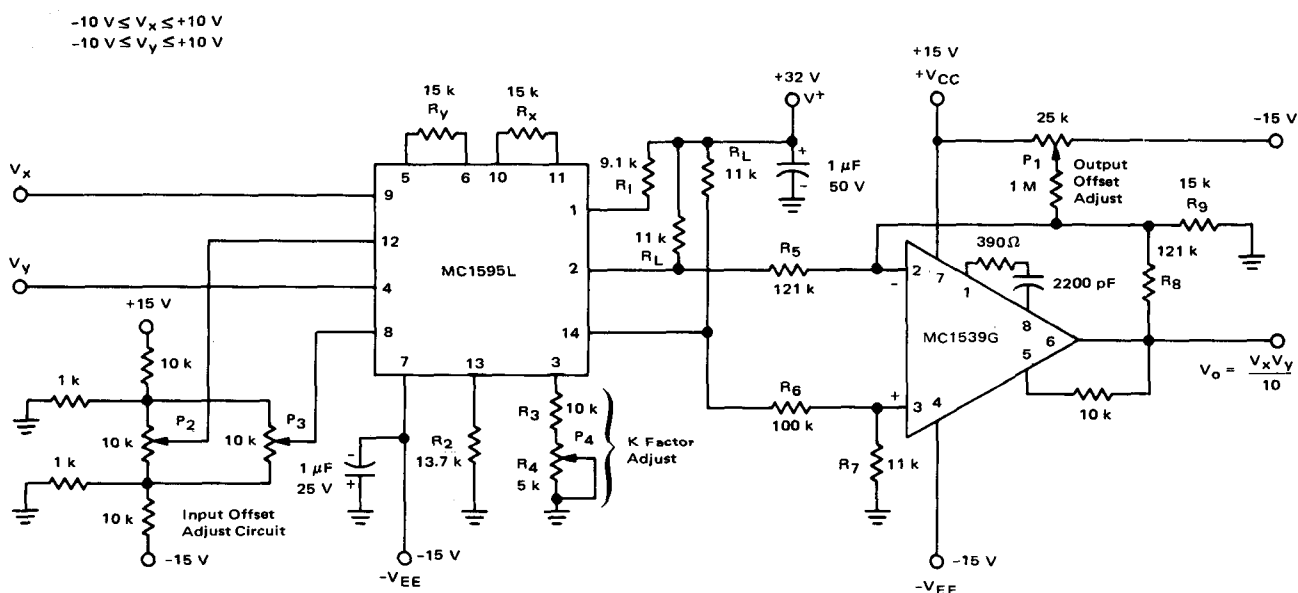 -10 V ≤ Vx ≤ +10 V
-10 V ≤ Vy ≤ +10 V
+32 V
V+
+15 V
+VCC
15 k
Ry
15 k
Rx
25 k
-15 V
9.1 k
RI
RL
11 k
1 µF
50 V
P1
1 M
Output
Offset
Adjust
15 k
R9
Vx
5
6
10
11
9
1
12
11 k
RL
390Ω
121 k
R8
Vy
MC1595L
2
R5
121 k
2
-
7
1
2200 pF
4
8
+15 V
8
14
MC1539G
6
5
Vo = VxVy
10
10 k
7
13
3
R6
100 k
+
3
4
10 k
1 k
P2
P3
10 k
10 k
R3
10 k
P4
R4
5 k
K Factor
Adjust
R7
11 k
R2
13.7 k
1 k
1 µF
25 V
-
+
10 k
Input Offset
Adjust Circuit
-15 V
-15 V
-VEE
-15 V
-VEE
+
-